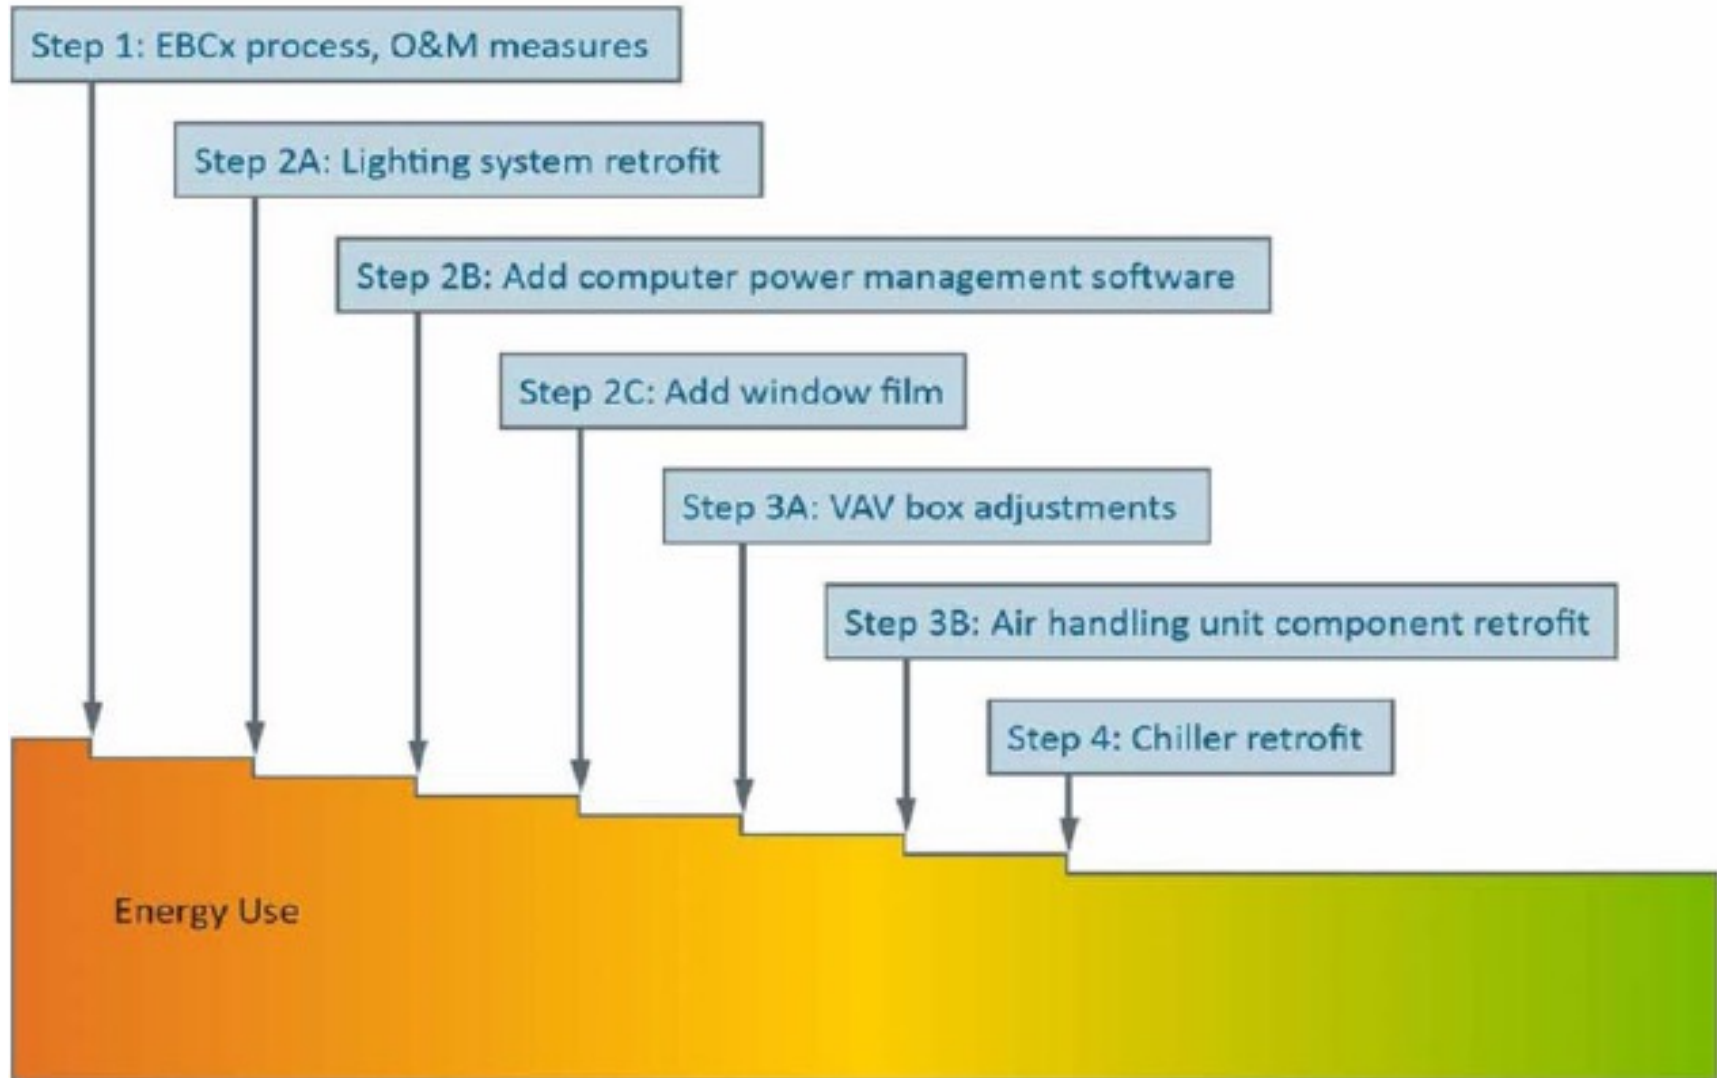 Step 1: EBCx process, O&M measures
Step 2A: Lighting system retrofit
Step 2B: Add computer power management software
Step 2C: Add window film
Step 3A: VAV box adjustments
Step 3B: Air handling unit component retrofit
Step 4: Chiller retrofit
Energy Use